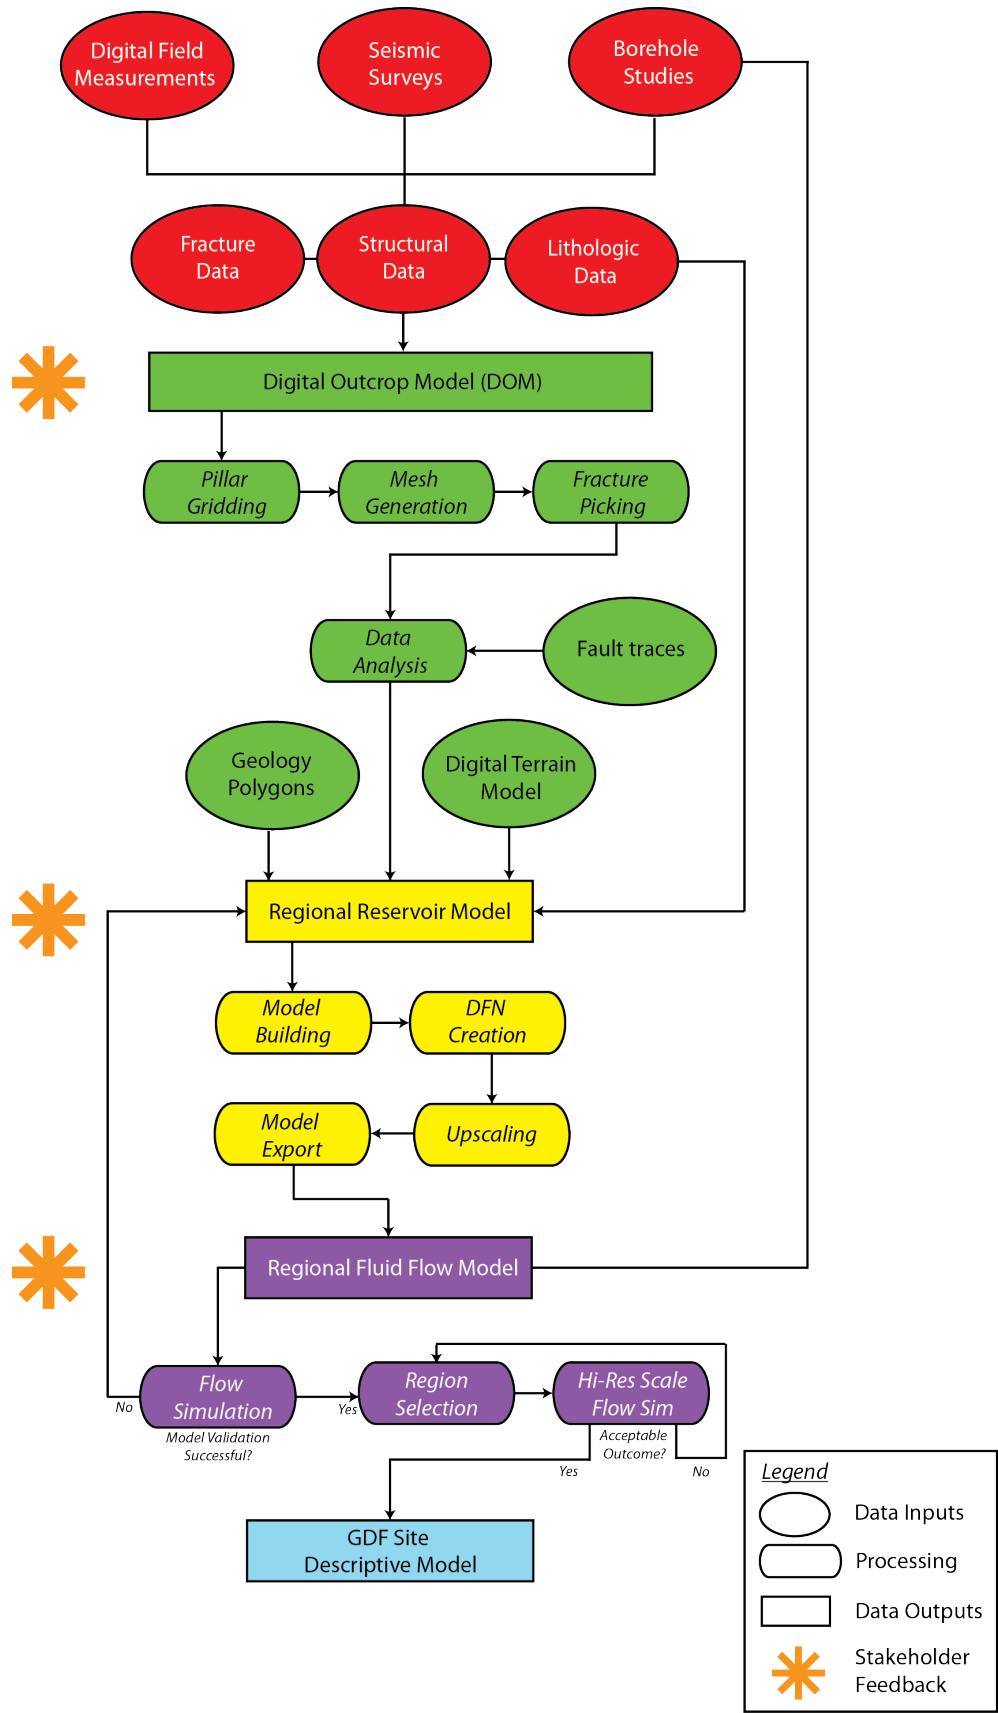 Digital Field
Measurements
Seismic
Surveys
Borehole
Studies
Fracture
Data
Structural
Data
Lithologic
Data
Digital Outcrop Model (DOM)
Pillar
Gridding
Mesh
Generation
Fracture
Picking
Data
Analysis
Fault traces
Geology
Polygons
Digital Terrain
Model
Regional Reservoir Model
Model
Building
DFN
Creation
Model
Export
Upscaling
Regional Fluid Flow Model
Flow
Simulation
Region
Selection
Hi-Res Scale
Flow Sim
No
Yes
Model Validation
Successful?
Acceptable
Outcome?
Yes
No
GDF Site
Descriptive Model
Legend
Data Inputs
Processing
Data Outputs
Stakeholder
Feedback